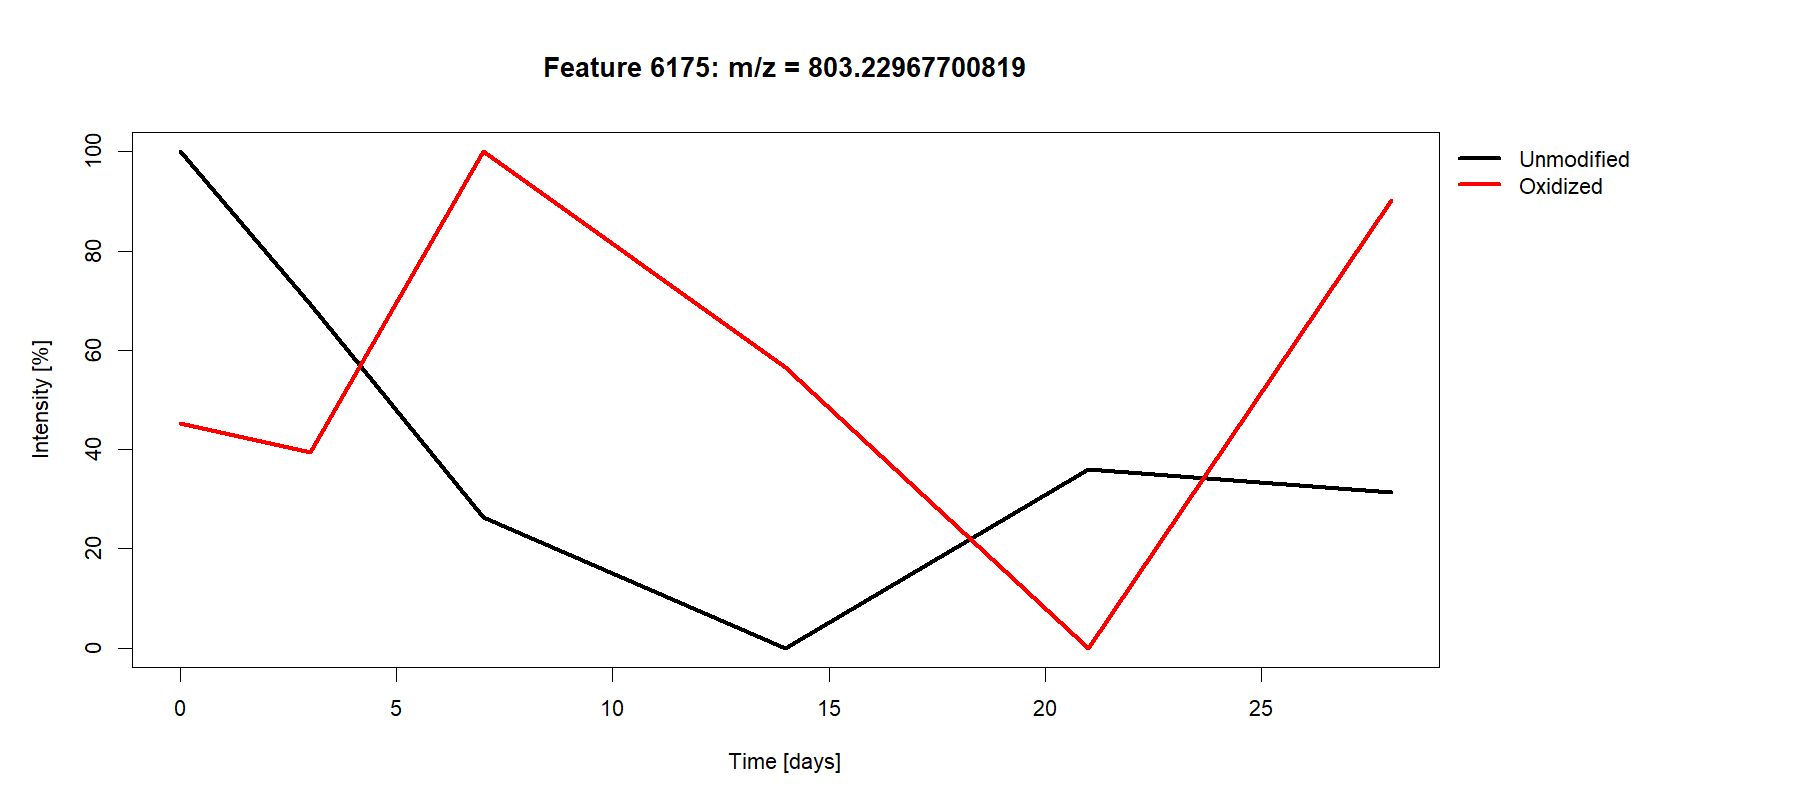 Feature 6175: m/z = 803.22967700819
Unmodified
Oxidized
Intensity [%]
100
80
60
40
20
0
0 5 10 15 20 25
Time [days]